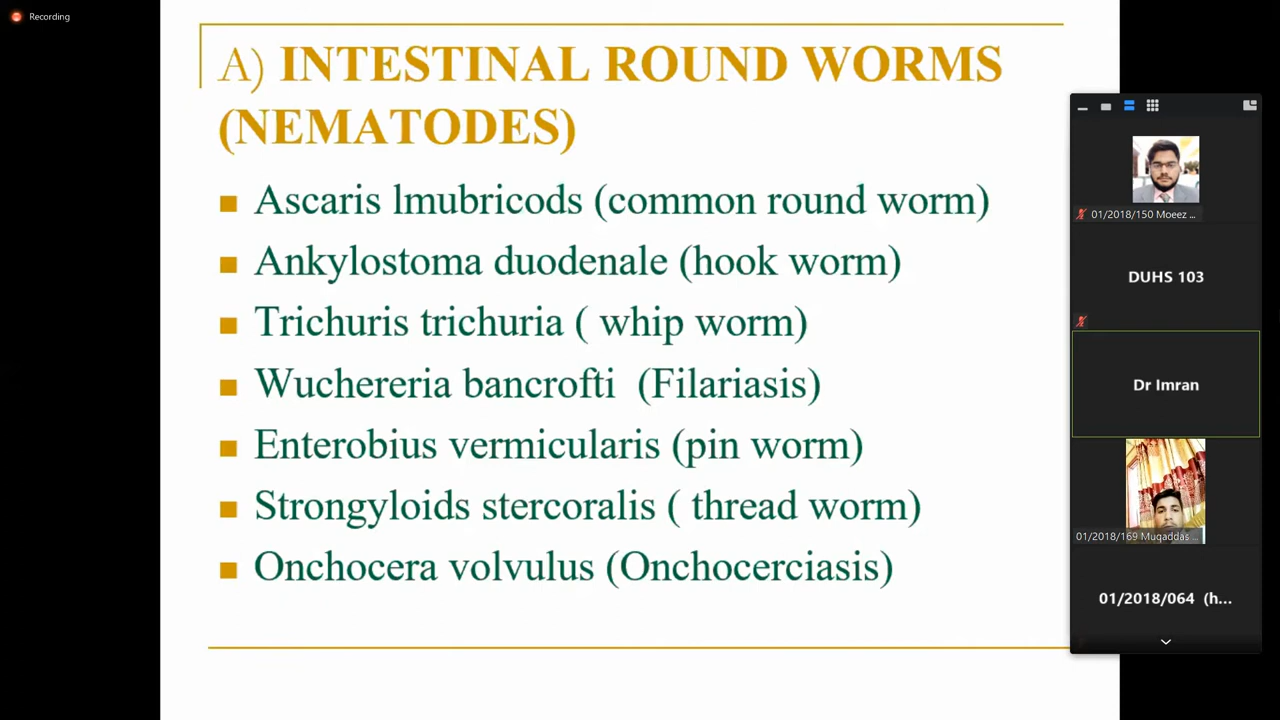 Recording
A) INTESTINAL ROUND WORMS
(NEMATODES)
Ascaris lmubricods (common round worm)
Ankylostoma duodenale (hook worm)
Trichuris trichuria ( whip worm)
Wuchereria bancrofti (Filariasis)
Enterobius vermicularis (pin worm)
Strongyloids stercoralis ( thread worm)
Onchocera volvulus (Onchocerciasis)
01/2018/150 Moeez ...
DUHS 103
Dr Imran
01/2018/169 Muqaddas ...
01/2018/064 (h...